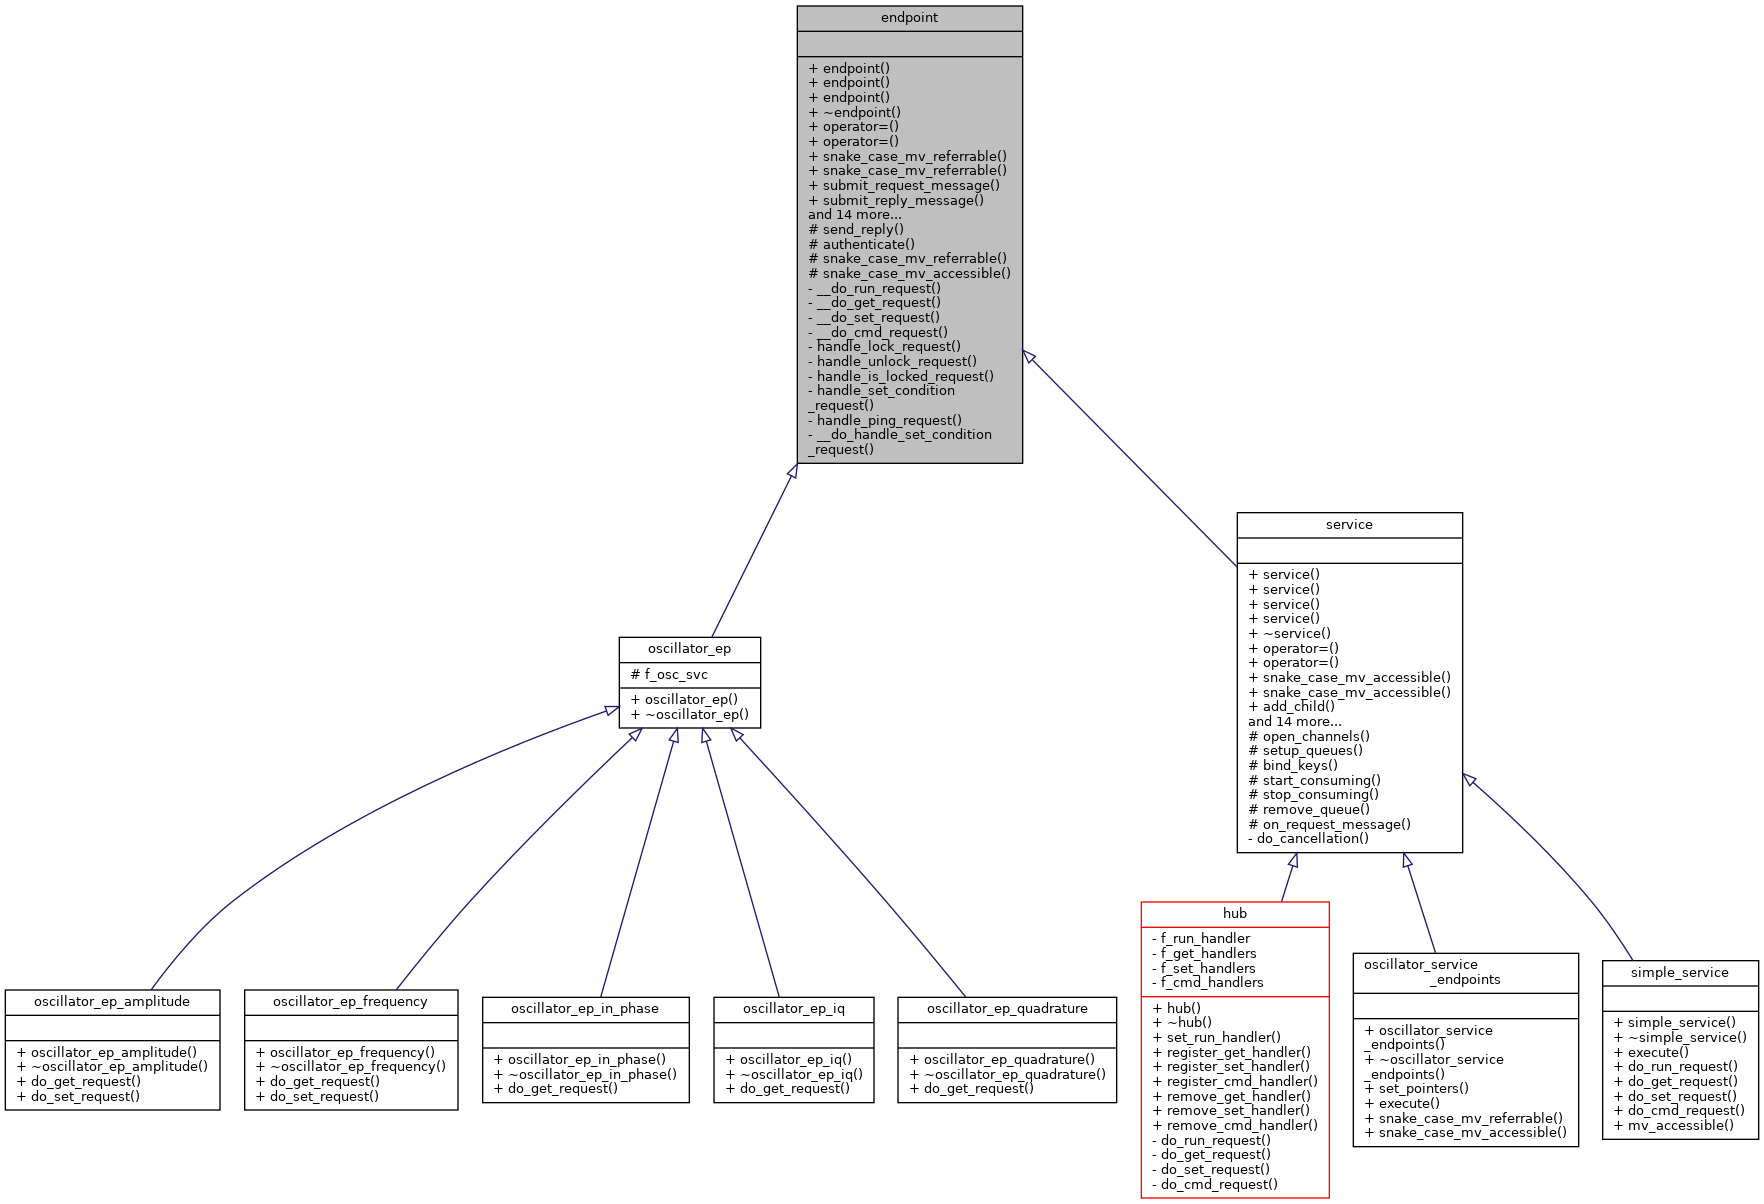 endpoint
+ endpoint()
+ endpoint()
+ endpoint()
+ ~endpoint()
+ operator=()
+ operator=()
+ snake_case_mv_referrable()
+ snake_case_mv_referrable()
+ submit_request_message()
+ submit_reply_message()
and 14 more...
# send_reply()
# authenticate()
# snake_case_mv_referrable()
# snake_case_mv_accessible()
- __do_run_request()
- __do_get_request()
- __do_set_request()
- __do_cmd_request()
- handle_lock_request()
- handle_unlock_request()
- handle_is_locked_request()
- handle_set_condition
_request()
- handle_ping_request()
- __do_handle_set_condition
_request()
service
+ service()
+ service()
+ service()
+ service()
+ ~service()
+ operator=()
+ operator=()
+ snake_case_mv_accessible()
+ snake_case_mv_accessible()
+ add_child()
and 14 more...
# open_channels()
# setup_queues()
# bind_keys()
# start_consuming()
# stop_consuming()
# remove_queue()
# on_request_message()
- do_cancellation()
oscillator_ep
# f_osc_svc
+ oscillator_ep()
+ ~oscillator_ep()
oscillator_ep_amplitude
+ oscillator_ep_amplitude()
+ ~oscillator_ep_amplitude()
+ do_get_request()
+ do_set_request()
oscillator_ep_frequency
+ oscillator_ep_frequency()
+ ~oscillator_ep_frequency()
+ do_get_request()
+ do_set_request()
oscillator_ep_in_phase
+ oscillator_ep_in_phase()
+ ~oscillator_ep_in_phase()
+ do_get_request()
oscillator_ep_iq
+ oscillator_ep_iq()
+ ~oscillator_ep_iq()
+ do_get_request()
oscillator_ep_quadrature
+ oscillator_ep_quadrature()
+ ~oscillator_ep_quadrature()
+ do_get_request()
hub
- f_run_handler
- f_get_handlers
- f_set_handlers
- f_cmd_handlers
+ hub()
+ ~hub()
+ set_run_handler()
+ register_get_handler()
+ register_set_handler()
+ register_cmd_handler()
+ remove_get_handler()
+ remove_set_handler()
+ remove_cmd_handler()
- do_run_request()
- do_get_request()
- do_set_request()
- do_cmd_request()
oscillator_service
_endpoints
+ oscillator_service
_endpoints()
+ ~oscillator_service
_endpoints()
+ set_pointers()
+ execute()
+ snake_case_mv_referrable()
+ snake_case_mv_accessible()
simple_service
+ simple_service()
+ ~simple_service()
+ execute()
+ do_run_request()
+ do_get_request()
+ do_set_request()
+ do_cmd_request()
+ mv_accessible()